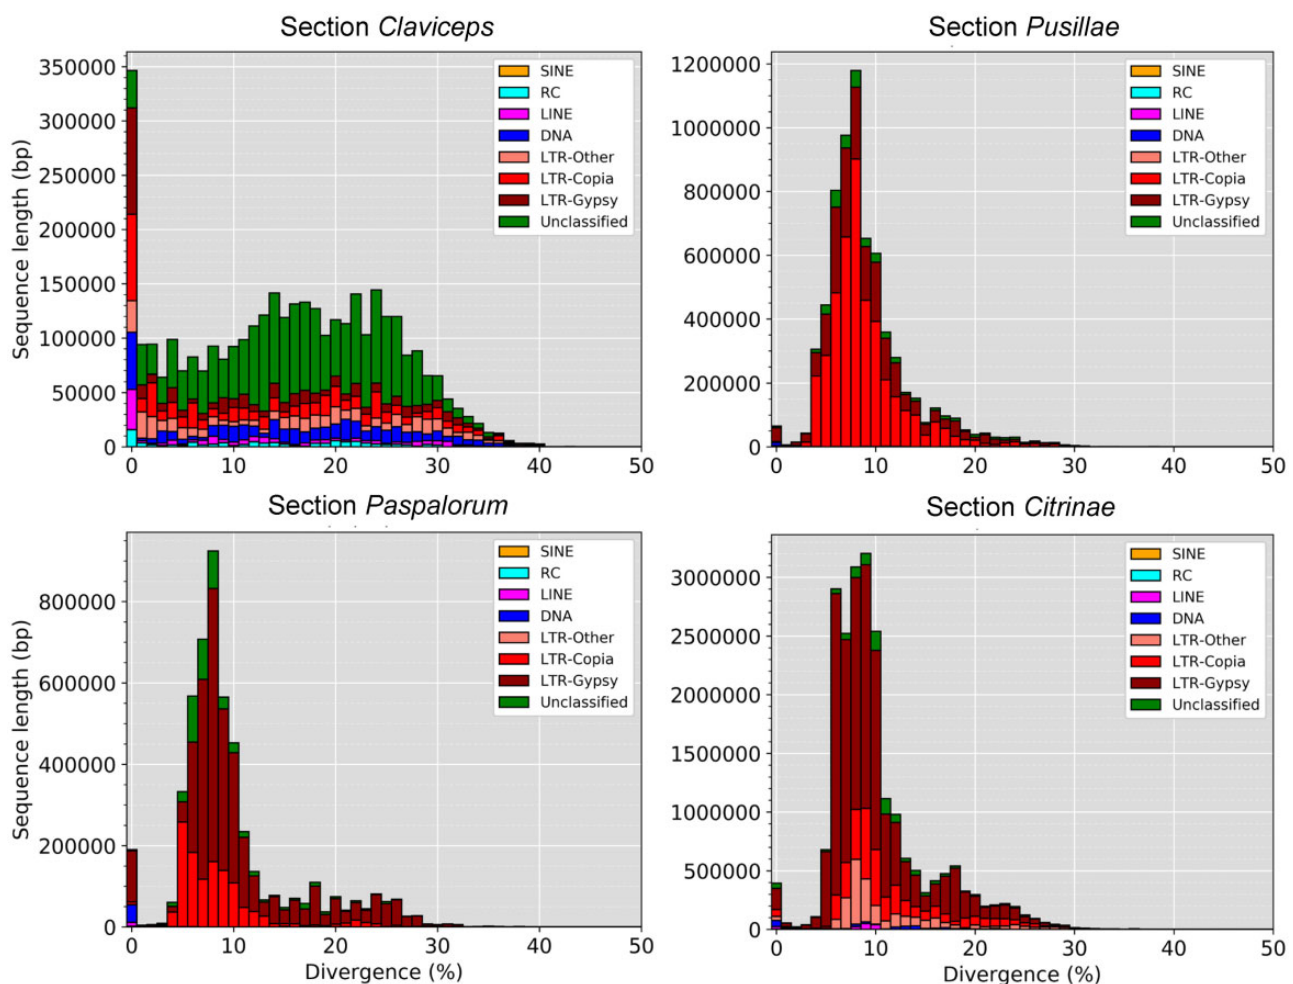 Section Claviceps
Sequence length (bp)
350000
300000
250000
200000
150000
100000
50000
0
0 10 20 30 40 50
SINE
RC
LINE
DNA
LTR-Other
LTR-Copia
LTR-Gypsy
Unclassified
Section Pusillae
1200000
1000000
800000
600000
400000
200000
0
0 10 20 30 40 50
SINE
RC
LINE
DNA
LTR-Other
LTR-Copia
LTR-Gypsy
Unclassified
Section Paspalorum
Sequence length (bp)
800000
600000
400000
200000
0
0 10 20 30 40 50
Divergence (%)
SINE
RC
LINE
DNA
LTR-Other
LTR-Copia
LTR-Gypsy
Unclassified
Section Citrinae
3000000
2500000
2000000
1500000
1000000
500000
0
0 10 20 30 40 50
Divergence (%)
SINE
RC
LINE
DNA
LTR-Other
LTR-Copia
LTR-Gypsy
Unclassified